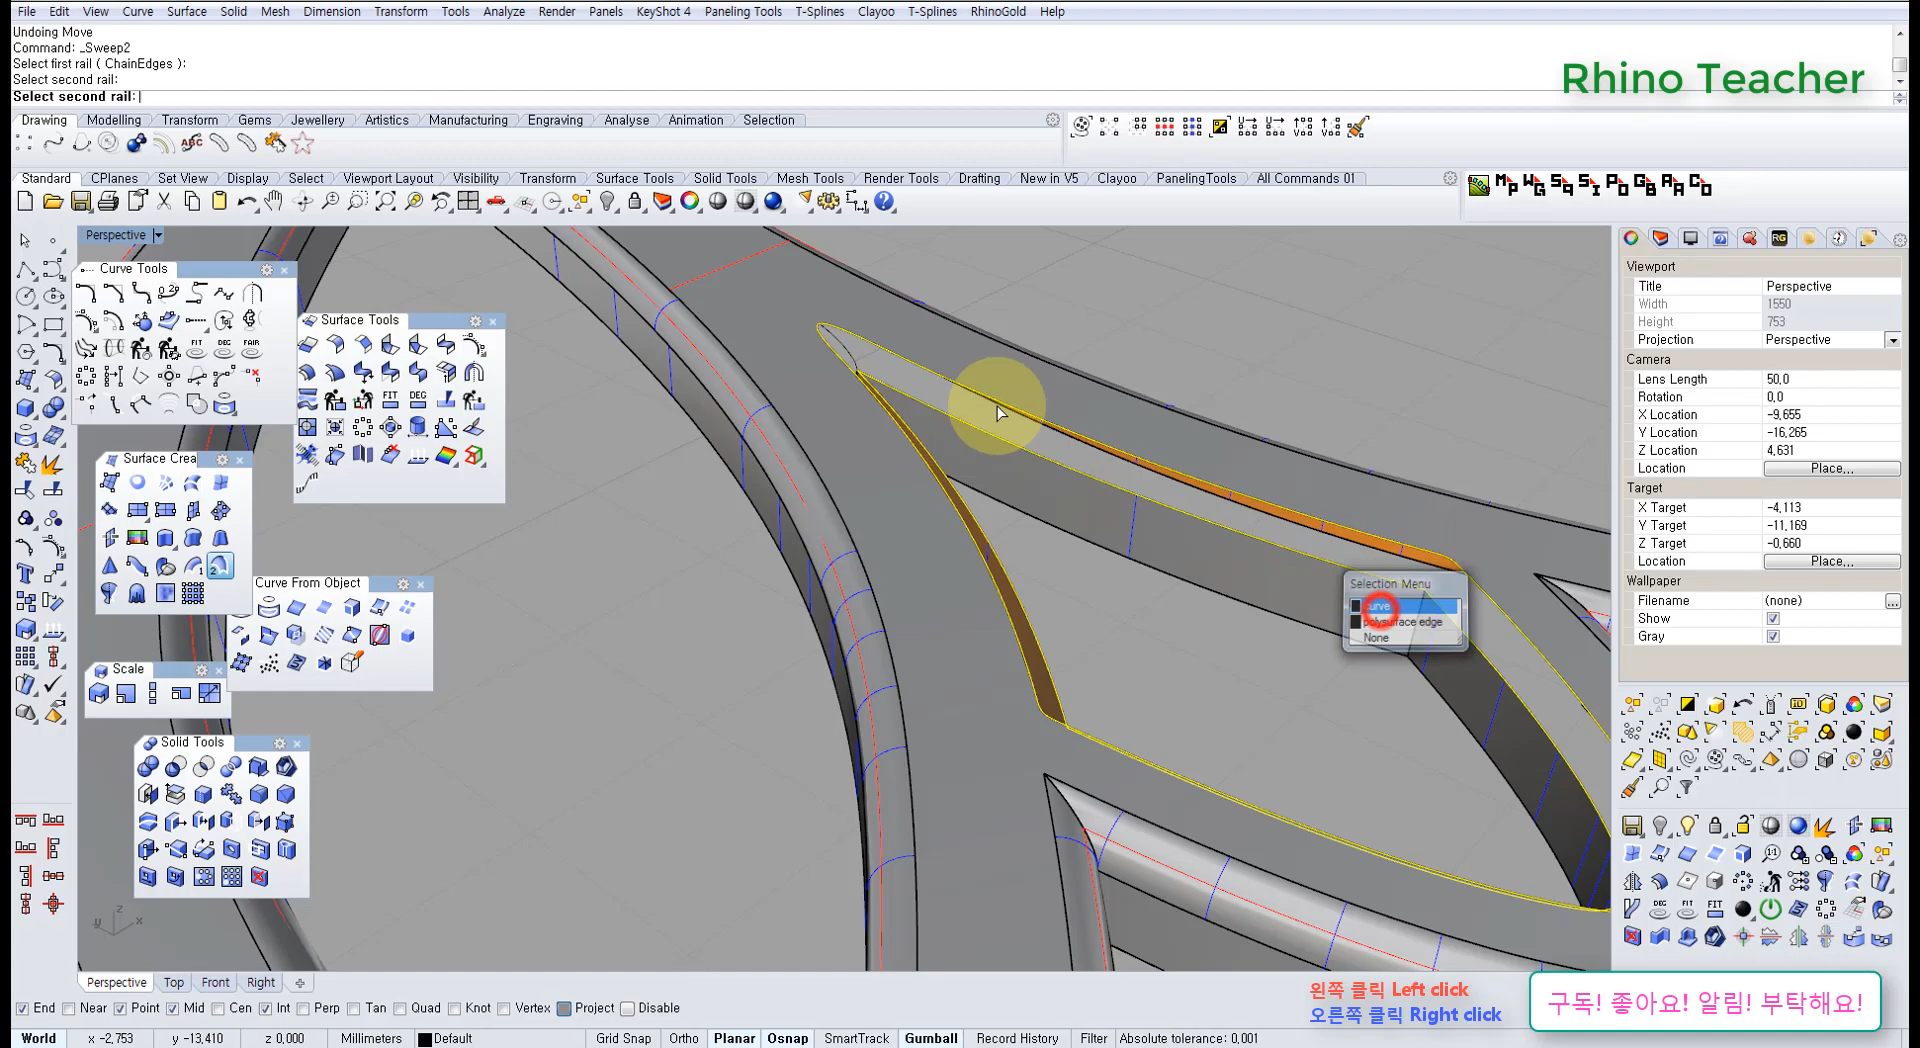 File Edit View Curve Surface Solid Mesh Dimension Transform Tools Analyze Render Panels KeyShot 4 Paneling Tools T-Splines Clayoo T-Splines RhinoGold Help
Undoing Move
Command: _Sweep2
Select first rail ( ChainEdges ):
Select second rail:
Select second rail:
Rhino Teacher
Drawing Modelling Transform Gems Jewellery Artistics Manufacturing Engraving Analyse Animation Selection
Standard CPlanes Set View Display Select Viewport Layout Visibility Transform Surface Tools Solid Tools Mesh Tools Render Tools Drafting New in V5 Clayoo PanelingTools All Commands 01
Perspective
Curve Tools
Surface Tools
Surface Crea
Curve From Object
Scale
Solid Tools
Selection Menu
curve
polysurface edge
None
Viewport
Title Perspective
Width 1550
Height 753
Projection Perspective
Camera
Lens Length 50,0
Rotation 0,0
X Location -9,655
Y Location -16,265
Z Location 4,631
Location Place...
Target
X Target -4,113
Y Target -11,169
Z Target -0,660
Location Place...
Wallpaper
Filename (none)
Show
Gray
Perspective Top Front Right
End Near Point Mid Cen Int Perp Tan Quad Knot Vertex Project Disable
왼쪽 클릭 Left click
오른쪽 클릭 Right click
구독! 좋아요! 알림! 부탁해요!
World x -2,753 y -13,410 z 0,000 Millimeters Default Grid Snap Ortho Planar Osnap SmartTrack Gumball Record History Filter Absolute tolerance: 0,001